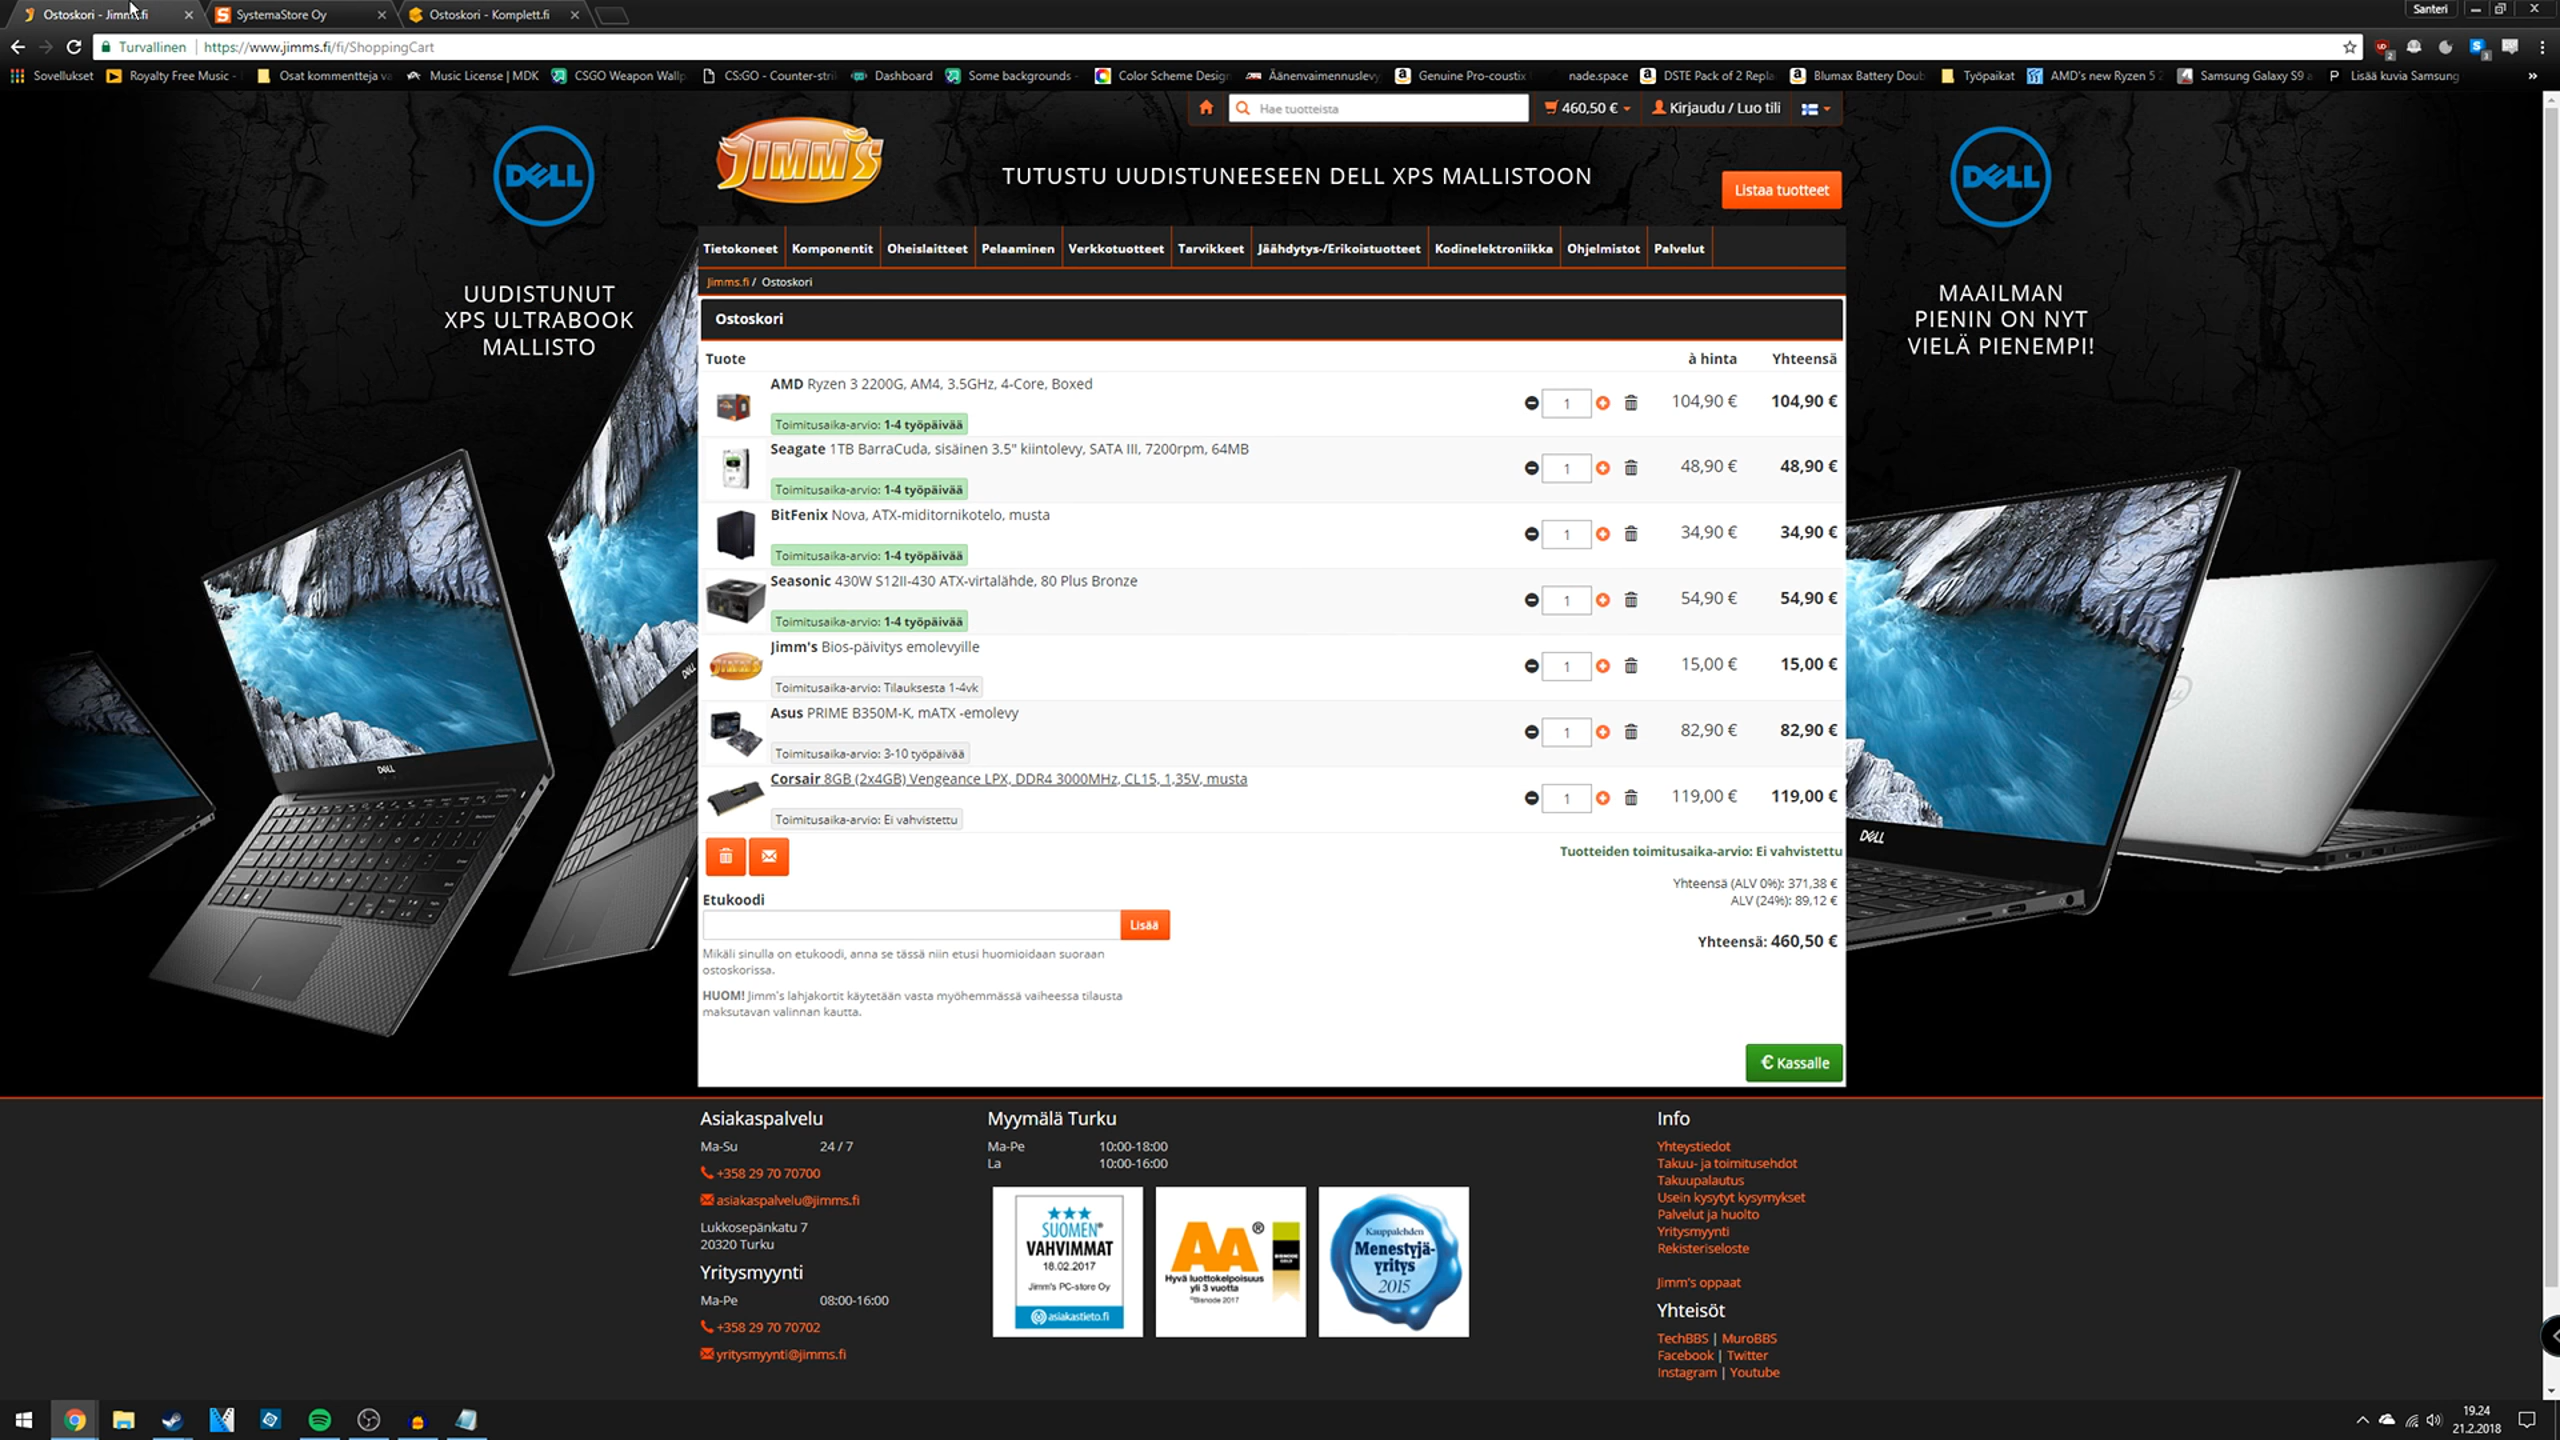 Ostoskori - Jimms.fi
SystemaStore Oy
Ostoskori - Komplett.fi
Santeri
Turvallinen
https://www.jimms.fi/fi/ShoppingCart
Sovellukset
Royalty Free Music -
Osat kommentteja va
Music License | MDK
CSGO Weapon Wallp
CS:GO - Counter-stri
Dashboard
Some backgrounds -
Color Scheme Design
Äänenvaimennuslevy
Genuine Pro-coustix
node.space
DSTE Pack of 2 Repla
Blumax Battery Doub
Työpaikat
AMD's new Ryzen 5 2
Samsung Galaxy S9 a
Lisää kuvia Samsung
Hae tuotteista
460,50 €
Kirjaudu / Luo tili
JIMM'S
DELL
TUTUSTU UUDISTUNEESEEN DELL XPS MALLISTOON
Listaa tuotteet
DELL
UUDISTUNUT
XPS ULTRABOOK
MALLISTO
MAAILMAN
PIENIN ON NYT
VIELÄ PIENEMPI!
Tietokoneet
Komponentit
Oheislaitteet
Pelaaminen
Verkkotuotteet
Tarvikkeet
Jäähdytys-/Erikoistuotteet
Kodinelektroniikka
Ohjelmistot
Palvelut
Jimms.fi / Ostoskori
Ostoskori
Tuote
à hinta
Yhteensä
AMD Ryzen 3 2200G, AM4, 3.5GHz, 4-Core, Boxed
1
104,90 €
104,90 €
Toimitusaika-arvio: 1-4 työpäivää
Seagate 1TB BarraCuda, sisäinen 3.5" kiintolevy, SATA III, 7200rpm, 64MB
1
48,90 €
48,90 €
Toimitusaika-arvio: 1-4 työpäivää
BitFenix Nova, ATX-miditornikotelo, musta
1
34,90 €
34,90 €
Toimitusaika-arvio: 1-4 työpäivää
Seasonic 430W S12II-430 ATX-virtalähde, 80 Plus Bronze
1
54,90 €
54,90 €
Toimitusaika-arvio: 1-4 työpäivää
Jimm's Bios-päivitys emolevyille
1
15,00 €
15,00 €
Toimitusaika-arvio: Tilauksesta 1-4vk
Asus PRIME B350M-K, mATX -emolevy
1
82,90 €
82,90 €
Toimitusaika-arvio: 3-10 työpäivää
Corsair 8GB (2x4GB) Vengeance LPX, DDR4 3000MHz, CL15, 1,35V, musta
1
119,00 €
119,00 €
Toimitusaika-arvio: Ei vahvistettu
Tuotteiden toimitusaika-arvio: Ei vahvistettu
Yhteensä (ALV 0%): 371,38 €
ALV (24%): 89,12 €
Yhteensä: 460,50 €
Etukoodi
Lisää
Mikäli sinulla on etukoodi, anna se tässä niin etusi huomioidaan suoraan
ostoskorissa.
HUOM! Jimm's lahjakortit käytetään vasta myöhemmässä vaiheessa tilausta
maksutavan valinnan kautta.
€ Kassalle
DELL
DELL
DELL
Asiakaspalvelu
Ma-Su 24 / 7
+358 29 70 70700
asiakaspalvelu@jimms.fi
Lukkosepänkatu 7
20320 Turku
Yritysmyynti
Ma-Pe 08:00-16:00
+358 29 70 70702
yritysmyynti@jimms.fi
Myymälä Turku
Ma-Pe 10:00-18:00
La 10:00-16:00
SUOMEN®
VAHVIMMAT
18.02.2017
Jimm's PC-store Oy
asiakastieto.fi
AA®
Hyvä luottokelpoisuus
yli 3 vuotta
©Bisnode 2017
Kauppalehden
Menestyjä-
yritys
2015
Info
Yhteystiedot
Takuu- ja toimitusehdot
Takuupalautus
Usein kysytyt kysymykset
Palvelut ja huolto
Yritysmyynti
Rekisteriseloste
Jimm's oppaat
Yhteisöt
TechBBS | MuroBBS
Facebook | Twitter
Instagram | Youtube
19.24
21.2.2018